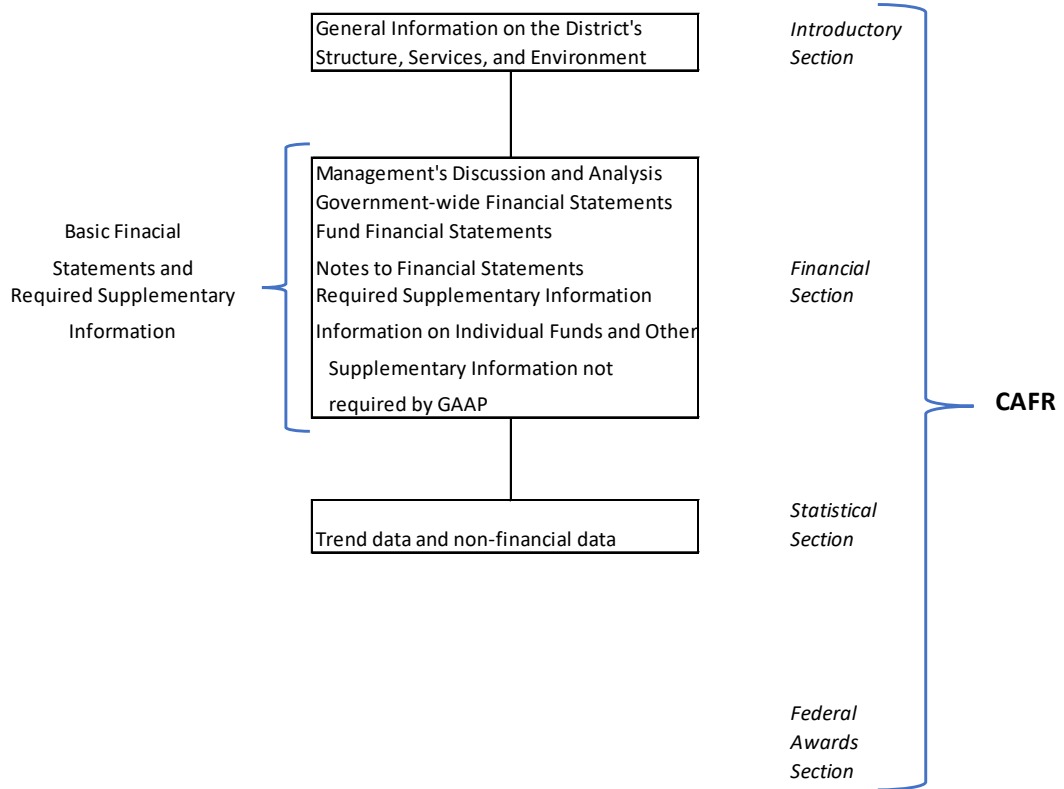 General Information on the District's
Structure, Services, and Environment
Introductory
Section
Basic Finacial
Statements and
Required Supplementary
Information
Management's Discussion and Analysis
Government-wide Financial Statements
Fund Financial Statements
Notes to Financial Statements
Required Supplementary Information
Information on Individual Funds and Other
Supplementary Information not
required by GAAP
Financial
Section
CAFR
Trend data and non-financial data
Statistical
Section
Federal
Awards
Section